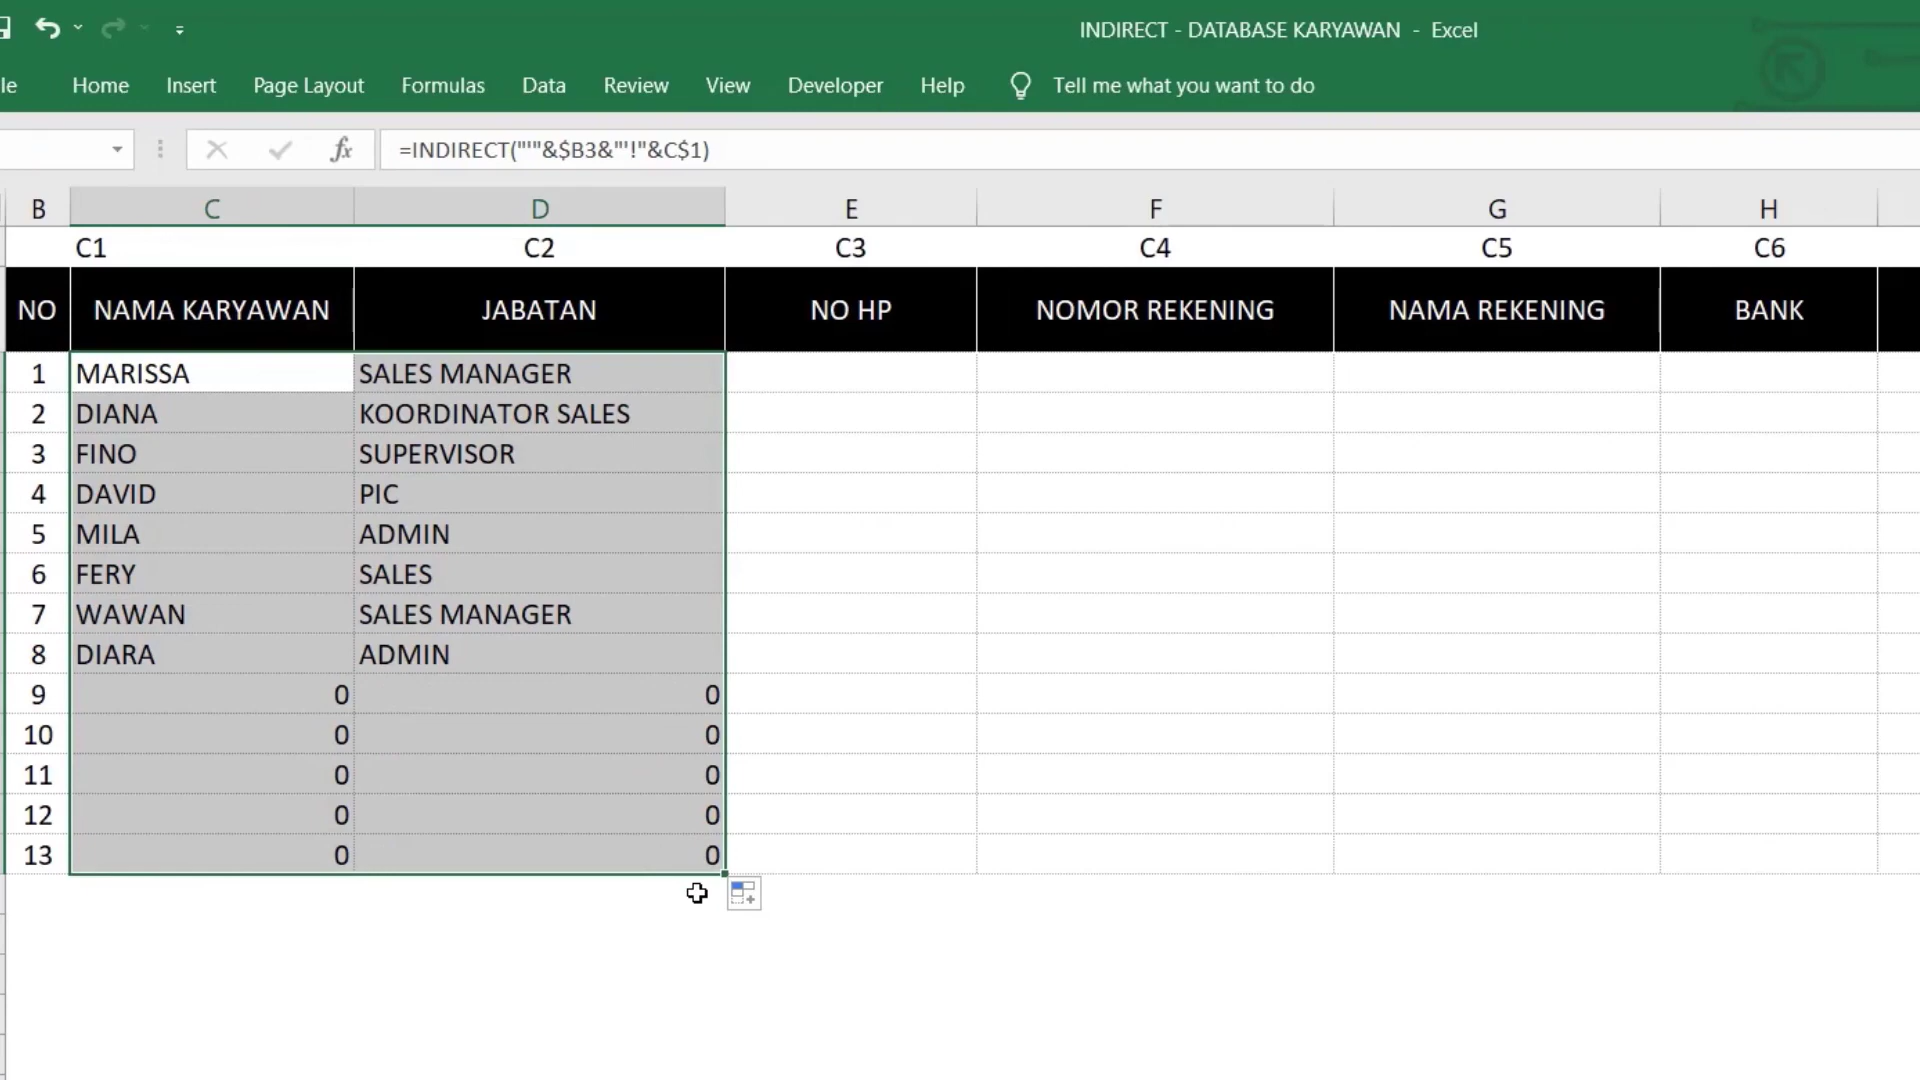 INDIRECT - DATABASE KARYAWAN - Excel
le Home Insert Page Layout Formulas Data Review View Developer Help Tell me what you want to do
fx =INDIRECT("'"&$B3&"'!"&C$1)
B C D E F G H
C1 C2 C3 C4 C5 C6
NO NAMA KARYAWAN JABATAN NO HP NOMOR REKENING NAMA REKENING BANK
1 MARISSA SALES MANAGER
2 DIANA KOORDINATOR SALES
3 FINO SUPERVISOR
4 DAVID PIC
5 MILA ADMIN
6 FERY SALES
7 WAWAN SALES MANAGER
8 DIARA ADMIN
9 0 0
10 0 0
11 0 0
12 0 0
13 0 0